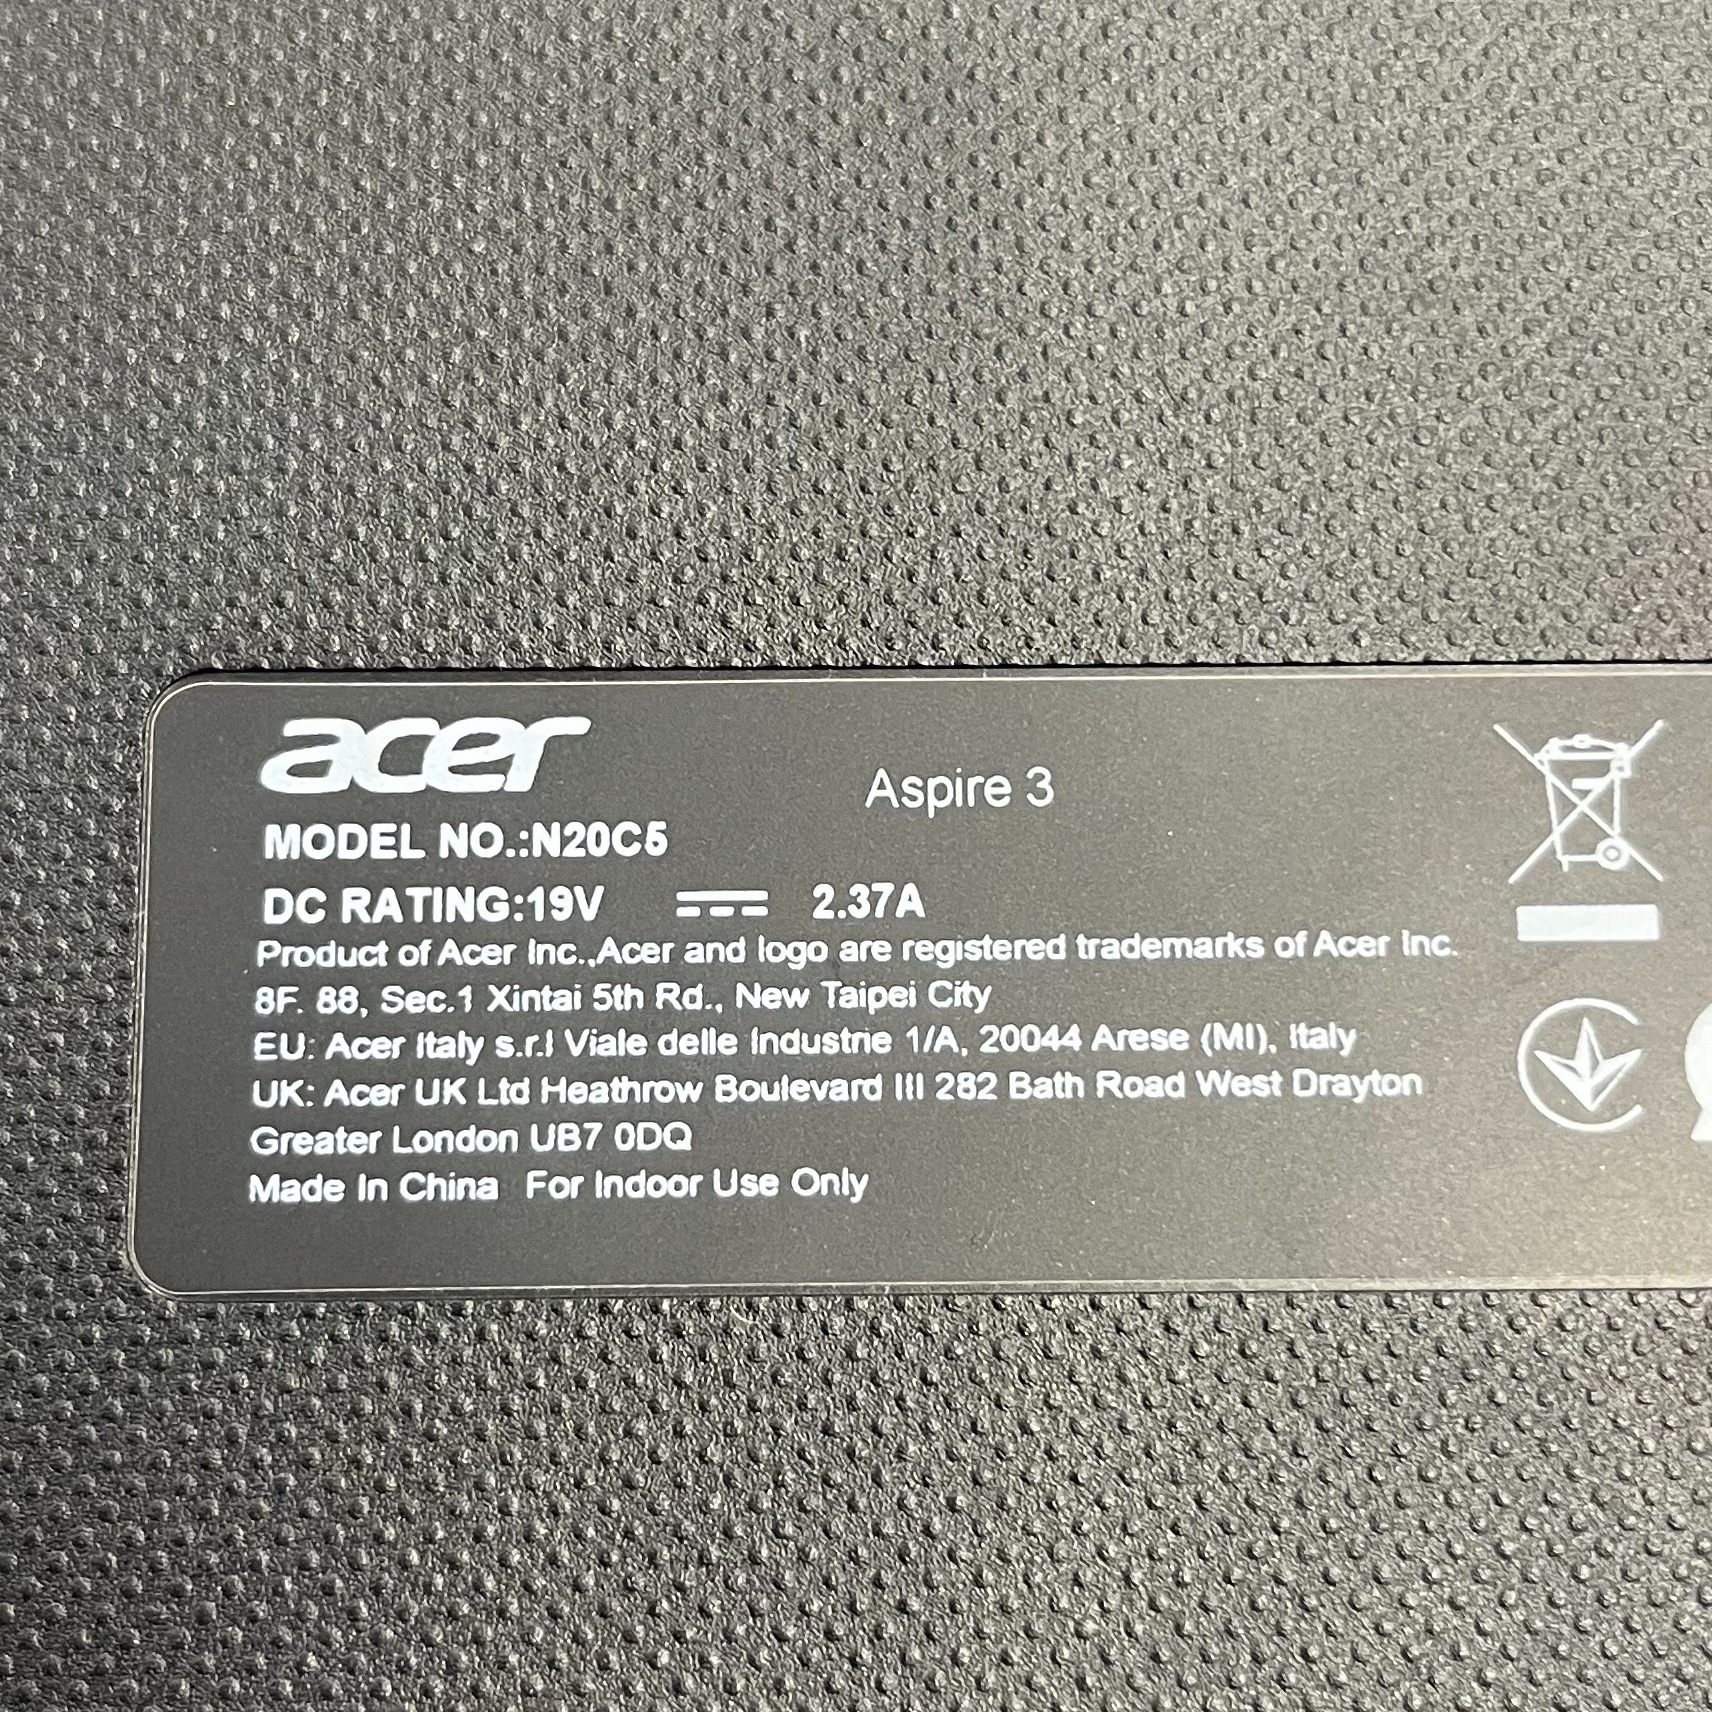 acer
Aspire 3
MODEL NO.:N20C5
DC RATING:19V 2.37A
Product of Acer Inc.,Acer and logo are registered trademarks of Acer Inc.
8F. 88, Sec.1 Xintai 5th Rd., New Taipei City
EU: Acer Italy s.r.l Viale delle Industrie 1/A, 20044 Arese (MI), Italy
UK: Acer UK Ltd Heathrow Boulevard III 282 Bath Road West Drayton
Greater London UB7 0DQ
Made In China For Indoor Use Only